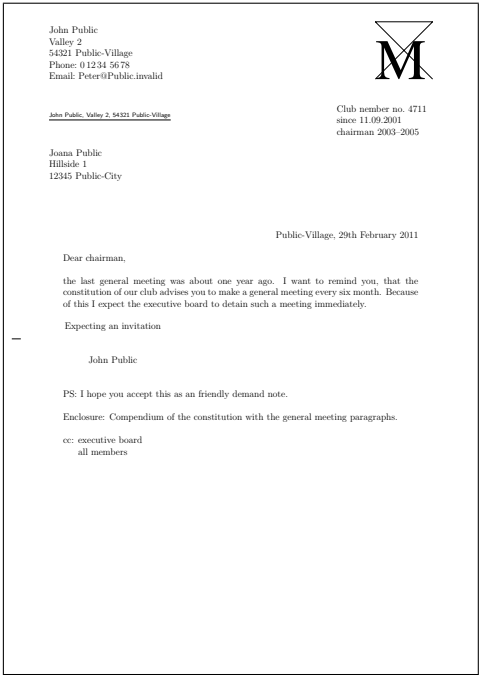 John Public
Valley 2
54321 Public-Village
Phone: 0 12 34 56 78
Email: Peter@Public.invalid
M
John Public, Valley 2, 54321 Public-Village
Club nember no. 4711
since 11.09.2001
chairman 2003–2005
Joana Public
Hillside 1
12345 Public-City
Public-Village, 29th February 2011
Dear chairman,
the last general meeting was about one year ago. I want to remind you, that the
constitution of our club advises you to make a general meeting every six month. Because
of this I expect the executive board to detain such a meeting immediately.
Expecting an invitation
John Public
PS: I hope you accept this as an friendly demand note.
Enclosure: Compendium of the constitution with the general meeting paragraphs.
cc: executive board
all members